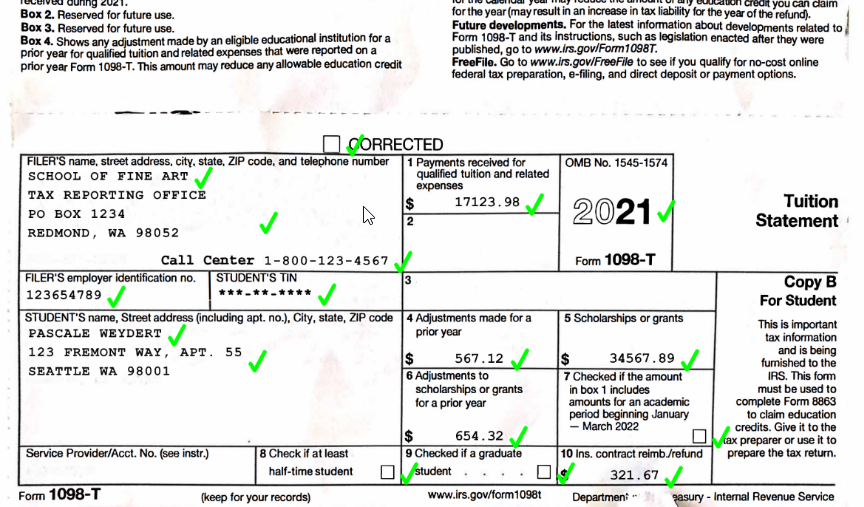 received during 2021.
Box 2. Reserved for future use.
Box 3. Reserved for future use.
Box 4. Shows any adjustment made by an eligible educational institution for a
prior year for qualified tuition and related expenses that were reported on a
prior year Form 1098-T. This amount may reduce any allowable education credit
for the calendar year may reduce the amount of any education credit you can claim
for the year (may result in an increase in tax liability for the year of the refund).
Future developments. For the latest information about developments related to
Form 1098-T and its instructions, such as legislation enacted after they were
published, go to www.irs.gov/Form1098T.
FreeFile. Go to www.irs.gov/FreeFile to see if you qualify for no-cost online
federal tax preparation, e-filing, and direct deposit or payment options.
CORRECTED
FILER'S name, street address, city, state, ZIP code, and telephone number
SCHOOL OF FINE ART
TAX REPORTING OFFICE
PO BOX 1234
REDMOND, WA 98052
Call Center 1-800-123-4567
1 Payments received for
qualified tuition and related
expenses
$ 17123.98
2
OMB No. 1545-1574
2021
Form 1098-T
Tuition
Statement
FILER'S employer identification no.
123654789
STUDENT'S TIN
***-**-****
3
Copy B
For Student
STUDENT'S name, Street address (including apt. no.), City, state, ZIP code
PASCALE WEYDERT
123 FREMONT WAY, APT. 55
SEATTLE WA 98001
4 Adjustments made for a
prior year
$ 567.12
5 Scholarships or grants
$ 34567.89
6 Adjustments to
scholarships or grants
for a prior year
$ 654.32
7 Checked if the amount
in box 1 includes
amounts for an academic
period beginning January
— March 2022
This is important
tax information
and is being
furnished to the
IRS. This form
must be used to
complete Form 8863
to claim education
credits. Give it to the
tax preparer or use it to
prepare the tax return.
Service Provider/Acct. No. (see instr.)
8 Check if at least
half-time student
9 Checked if a graduate
student . . . .
10 Ins. contract reimb./refund
$ 321.67
Form 1098-T
(keep for your records)
www.irs.gov/form1098t
Department - Internal Revenue Service